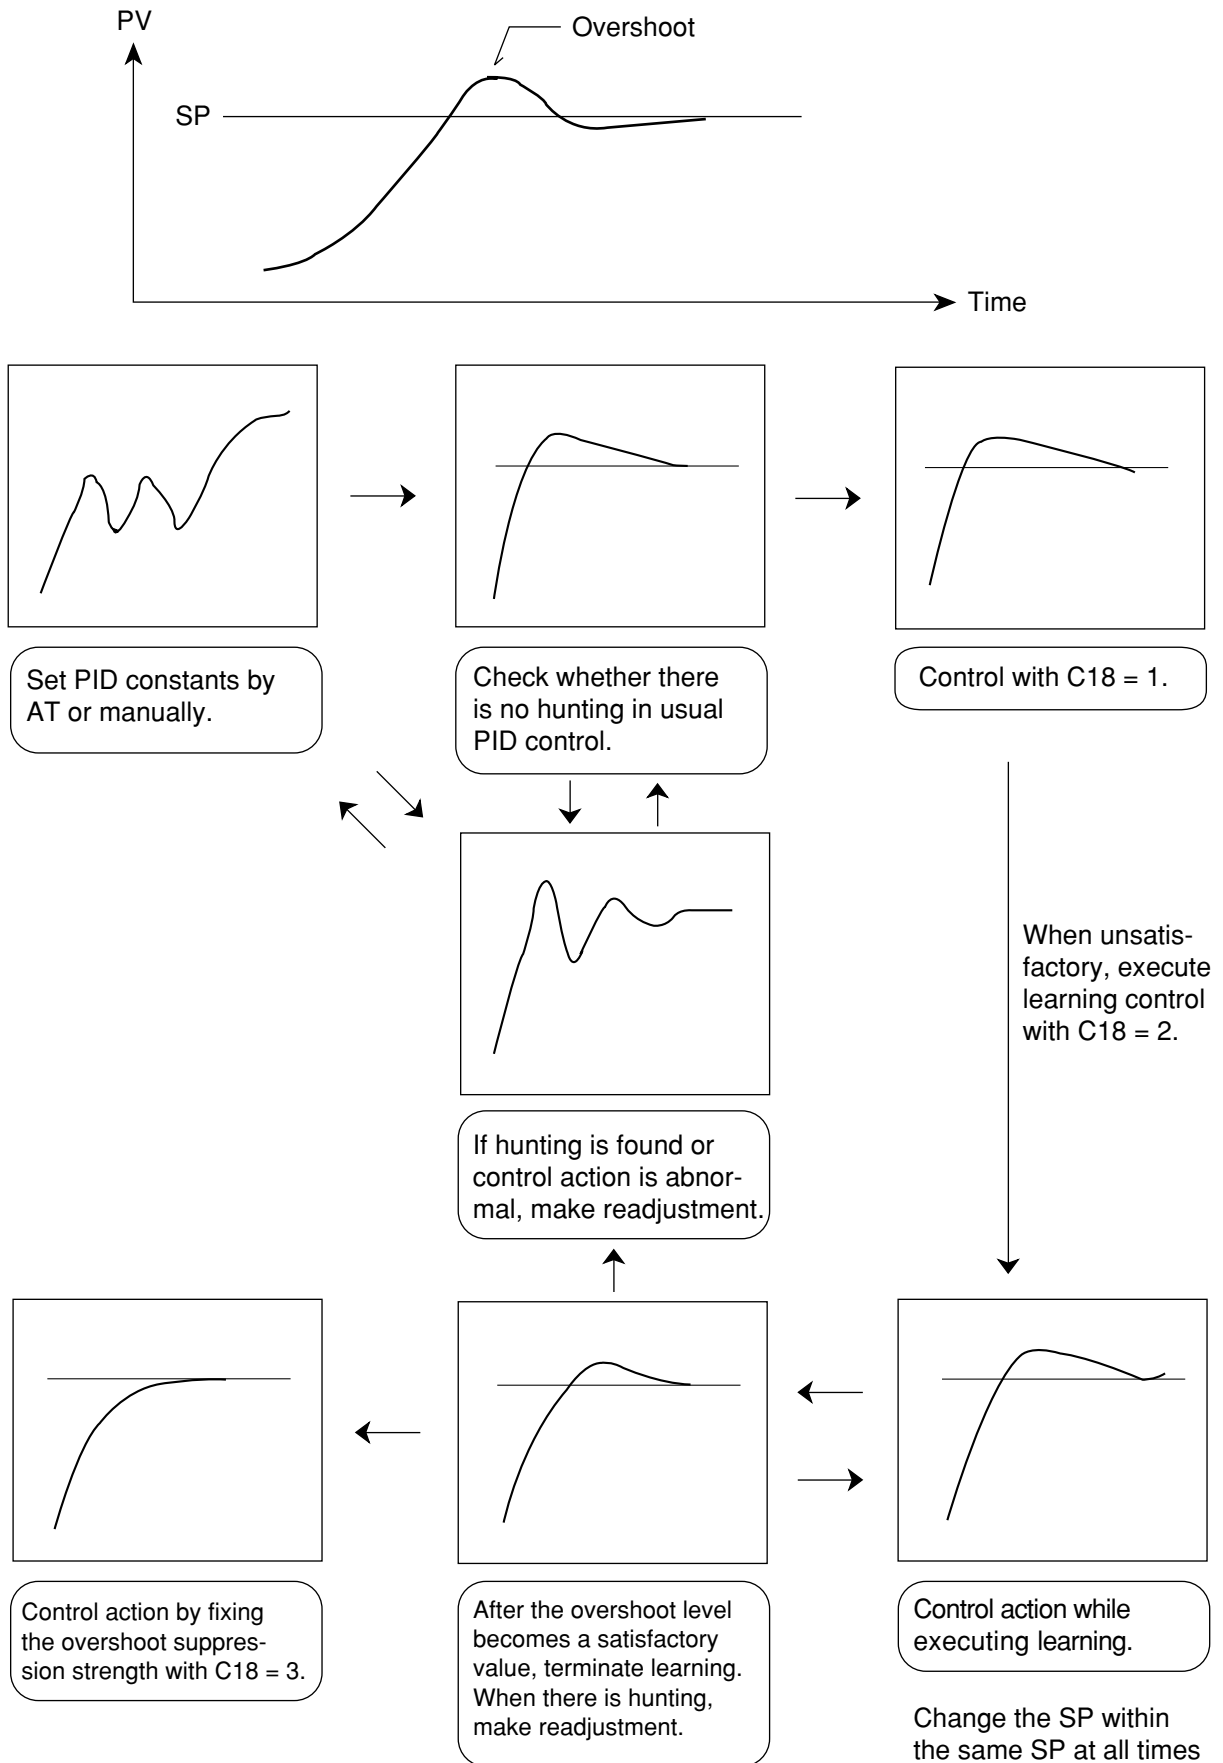 PV
Overshoot
SP
Time
Set PID constants by
AT or manually.
Check whether there
is no hunting in usual
PID control.
Control with C18 = 1.
When unsatis-
factory, execute
learning control
with C18 = 2.
If hunting is found or
control action is abnor-
mal, make readjustment.
Control action by fixing
the overshoot suppres-
sion strength with C18 = 3.
After the overshoot level
becomes a satisfactory
value, terminate learning.
When there is hunting,
make readjustment.
Control action while
executing learning.
Change the SP within
the same SP at all times